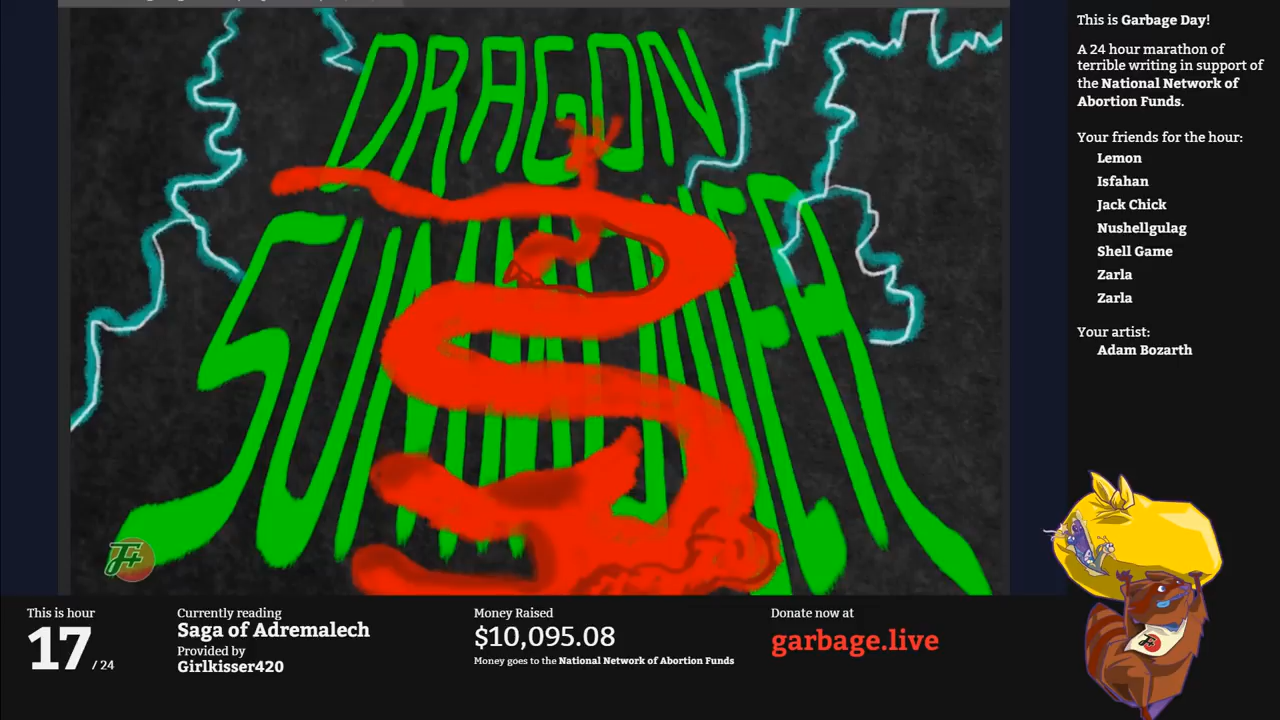 DRAGON
This is Garbage Day!
A 24 hour marathon of
terrible writing in support of
the National Network of
Abortion Funds.
Your friends for the hour:
Lemon
Isfahan
Jack Chick
Nushellgulag
Shell Game
Zarla
Zarla
Your artist:
Adam Bozarth
This is hour
17 / 24
Currently reading
Saga of Adremalech
Provided by
Girlkisser420
Money Raised
$10,095.08
Money goes to the National Network of Abortion Funds
Donate now at
garbage.live